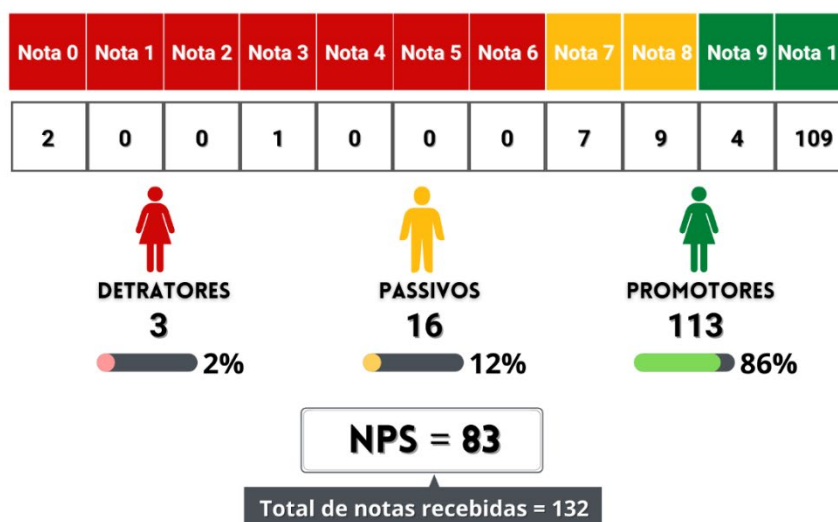 Nota 0 Nota 1 Nota 2 Nota 3 Nota 4 Nota 5 Nota 6 Nota 7 Nota 8 Nota 9 Nota 1
2 0 0 1 0 0 0 7 9 4 109
DETRATORES PASSIVOS PROMOTORES
3 16 113
2% 12% 86%
NPS = 83
Total de notas recebidas = 132